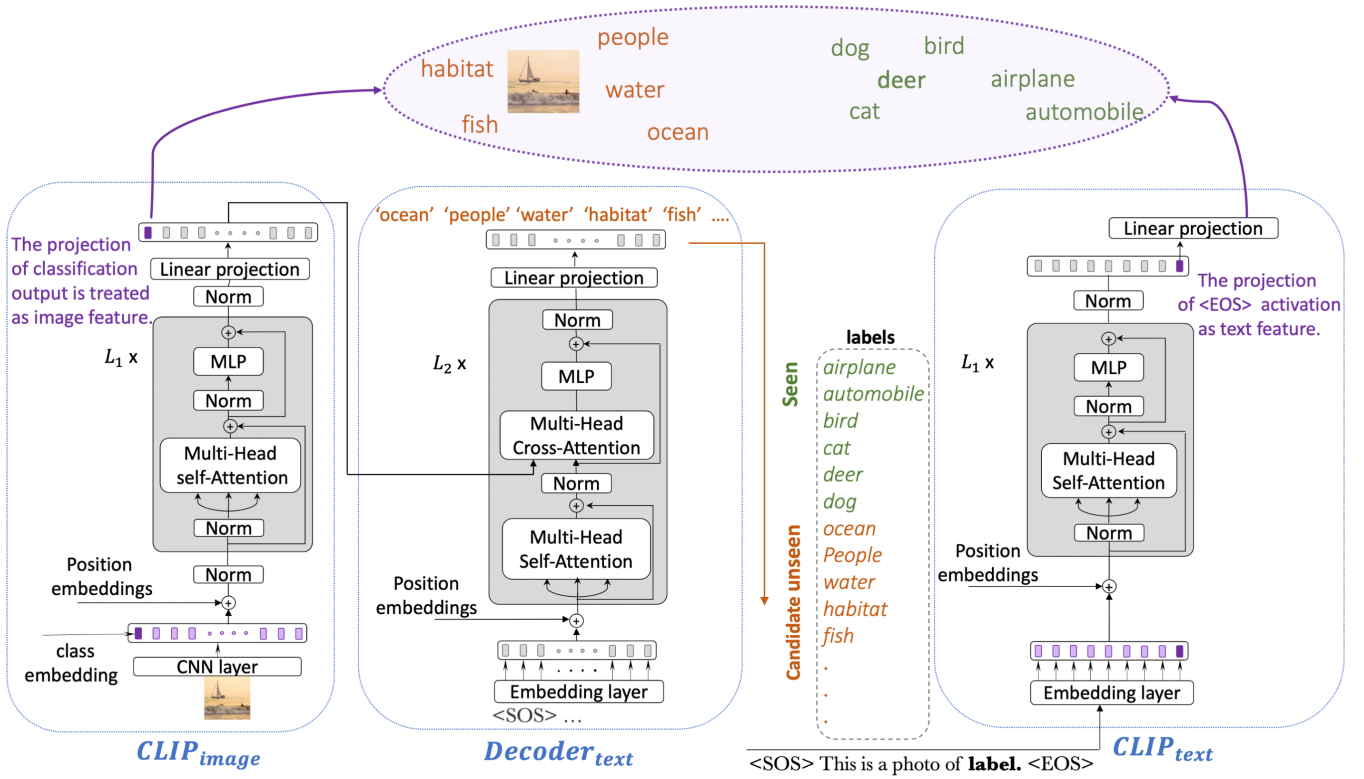 people
dog
bird
habitat
deer
airplane
water
cat
automobile
fish
ocean
'ocean' 'people' 'water' 'habitat' 'fish' ....
The projection
of classification
output is treated
as image feature.
Linear projection
Norm
L1 x
MLP
Norm
Multi-Head
self-Attention
Norm
Position
embeddings
Norm
class
embedding
CNN layer
CLIPimage
Linear projection
Norm
L2 x
MLP
Multi-Head
Cross-Attention
Norm
Multi-Head
Self-Attention
Position
embeddings
Embedding layer
<SOS> ...
Decodertext
labels
Seen
airplane
automobile
bird
cat
deer
dog
Candidate unseen
ocean
People
water
habitat
fish
.
.
.
.
Linear projection
The projection
of <EOS> activation
as text feature.
Norm
L1 x
MLP
Norm
Multi-Head
Self-Attention
Norm
Position
embeddings
Embedding layer
CLIPtext
<SOS> This is a photo of label. <EOS>